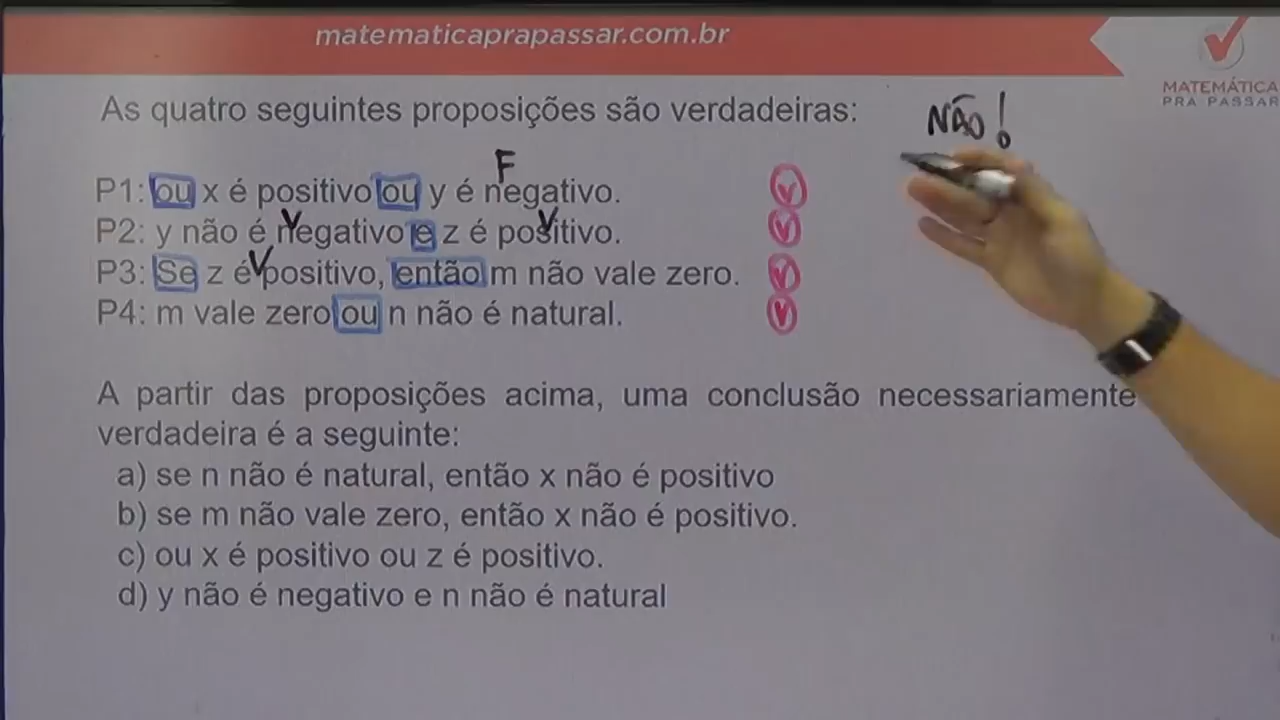 matematicaprapassar.com.br
MATEMÁTICA
PRA PASSAR
As quatro seguintes proposições são verdadeiras:
NÃO!
F
P1: ou x é positivo ou y é negativo. V
V V
P2: y não é negativo e z é positivo. V
V
P3: Se z é positivo, então m não vale zero. V
P4: m vale zero ou n não é natural. V
A partir das proposições acima, uma conclusão necessariamente
verdadeira é a seguinte:
a) se n não é natural, então x não é positivo
b) se m não vale zero, então x não é positivo.
c) ou x é positivo ou z é positivo.
d) y não é negativo e n não é natural